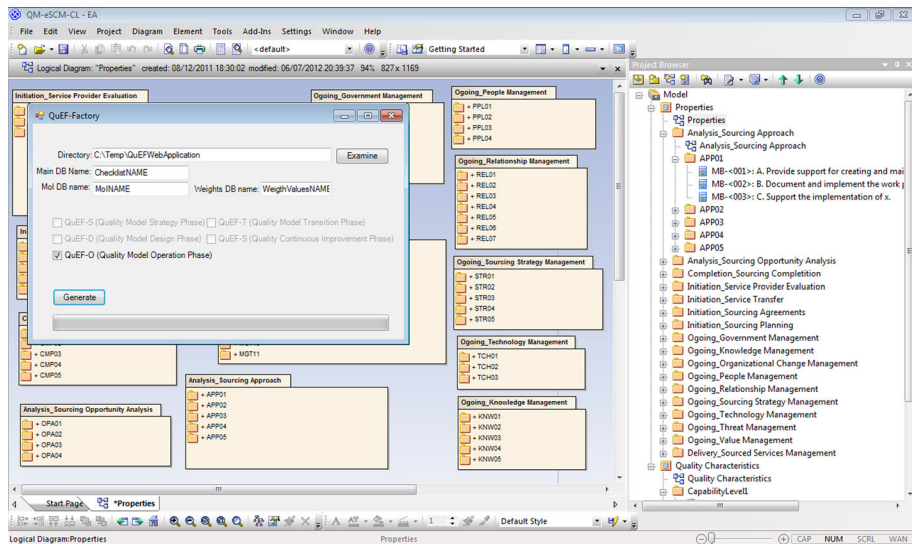 QM-eSCM-CL - EA
File Edit View Project Diagram Element Tools Add-Ins Settings Window Help
<default>
Getting Started
Logical Diagram: "Properties" created: 08/12/2011 18:30:02 modified: 06/07/2012 20:39:37 94% 827 x 1169
Initiation_Service Provider Evaluation
Ogoing_Government Management
Ogoing_People Management
+ PPL01
+ PPL02
+ PPL03
+ PPL04
QuEF-Factory
Directory: C:\Temp\QuEFWebApplication
Examine
Main DB Name: ChecklistNAME
Mol DB name: MolNAME
Weights DB name: WeigthValuesNAME
QuEF-S (Quality Model Strategy Phase)
QuEF-T (Quality Model Transition Phase)
QuEF-D (Quality Model Design Phase)
QuEF-S (Quality Continuous Improvement Phase)
QuEF-O (Quality Model Operation Phase)
Generate
Ogoing_Relationship Management
+ REL01
+ REL02
+ REL03
+ REL04
+ REL05
+ REL06
+ REL07
Ogoing_Sourcing Strategy Management
+ STR01
+ STR02
+ STR03
+ STR04
+ STR05
+ CMP03
+ CMP04
+ CMP05
+ MGT11
Ogoing_Technology Management
+ TCH01
+ TCH02
+ TCH03
Analysis_Sourcing Approach
+ APP01
+ APP02
+ APP03
+ APP04
+ APP05
Analysis_Sourcing Opportunity Analysis
+ OPA01
+ OPA02
+ OPA03
+ OPA04
Ogoing_Knowledge Management
+ KNW01
+ KNW02
+ KNW03
+ KNW04
+ KNW05
Project Browser
Model
Properties
Properties
Analysis_Sourcing Approach
Analysis_Sourcing Approach
APP01
MB-<001>: A. Provide support for creating and mai
MB-<002>: B. Document and implement the work p
MB-<003>: C. Support the implementation of x.
APP02
APP03
APP04
APP05
Analysis_Sourcing Opportunity Analysis
Completion_Sourcing Completition
Initiation_Service Provider Evaluation
Initiation_Service Transfer
Initiation_Sourcing Agreements
Initiation_Sourcing Planning
Ogoing_Government Management
Ogoing_Knowledge Management
Ogoing_Organizational Change Management
Ogoing_People Management
Ogoing_Relationship Management
Ogoing_Sourcing Strategy Management
Ogoing_Technology Management
Ogoing_Threat Management
Ogoing_Value Management
Delivery_Sourced Services Management
Quality Characteristics
Quality Characteristics
CapabilityLevel1
Start Page *Properties
1 Default Style
Logical Diagram:Properties
Properties
CAP NUM SCRL WAN